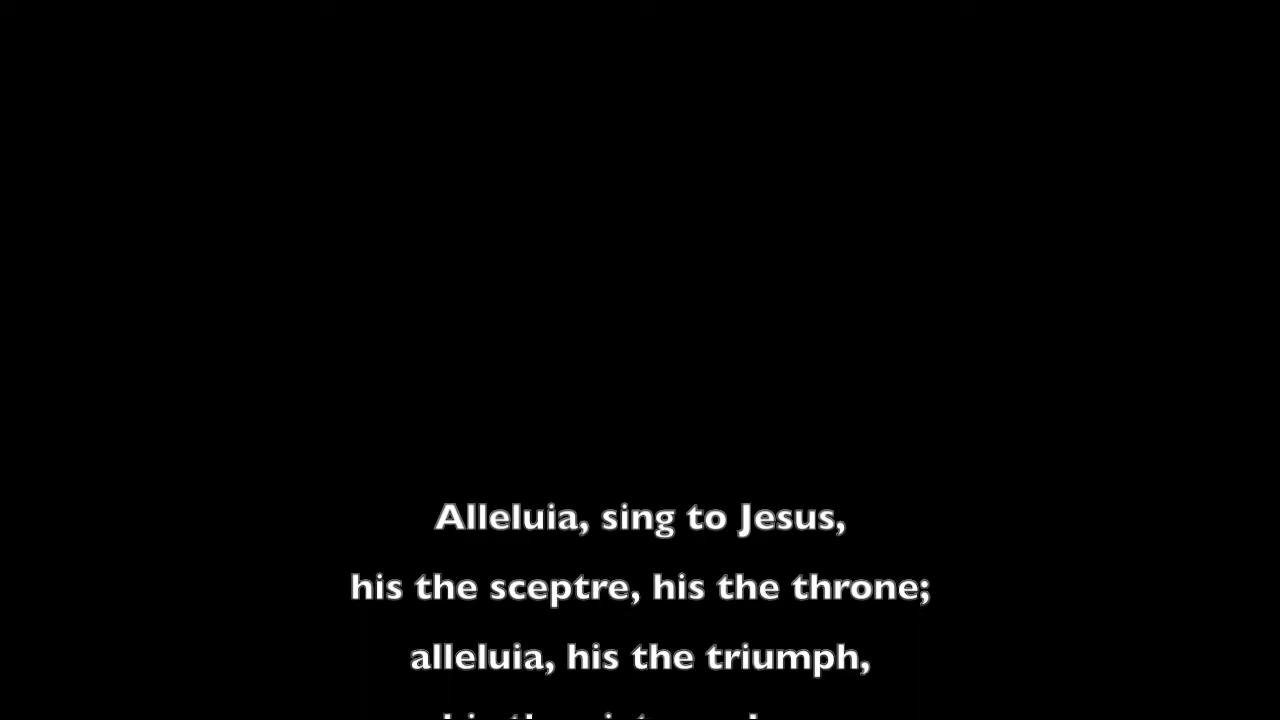 Alleluia, sing to Jesus,
his the sceptre, his the throne;
alleluia, his the triumph,